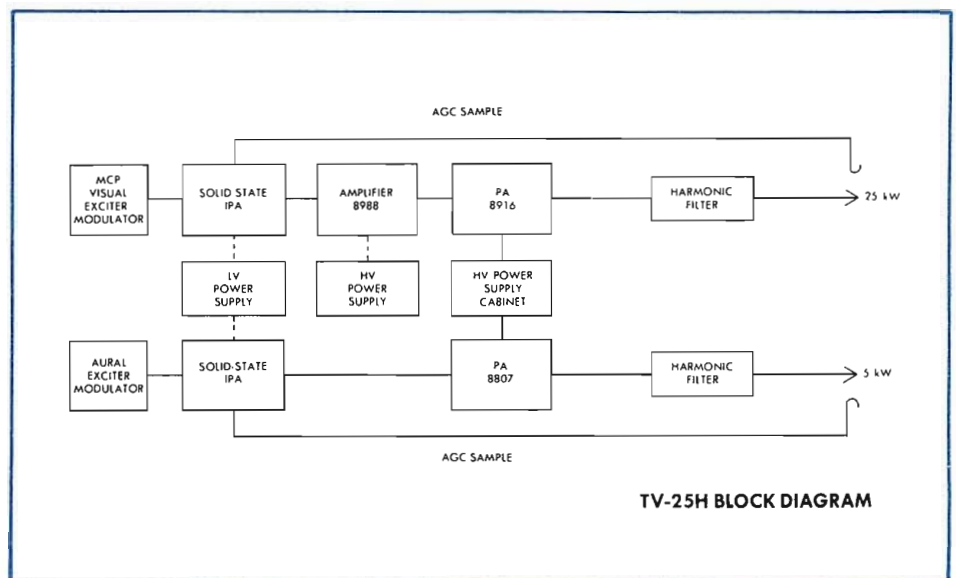 AGC SAMPLE
MCP
VISUAL
EXCITER
MODULATOR
SOLID STATE
IPA
AMPLIFIER
8988
PA
8916
HARMONIC
FILTER
25 kW
LV
POWER
SUPPLY
HV
POWER
SUPPLY
HV POWER
SUPPLY
CABINET
AURAL
EXCITER
MODULATOR
SOLID-STATE
IPA
PA
8807
HARMONIC
FILTER
5 kW
AGC SAMPLE
TV-25H BLOCK DIAGRAM